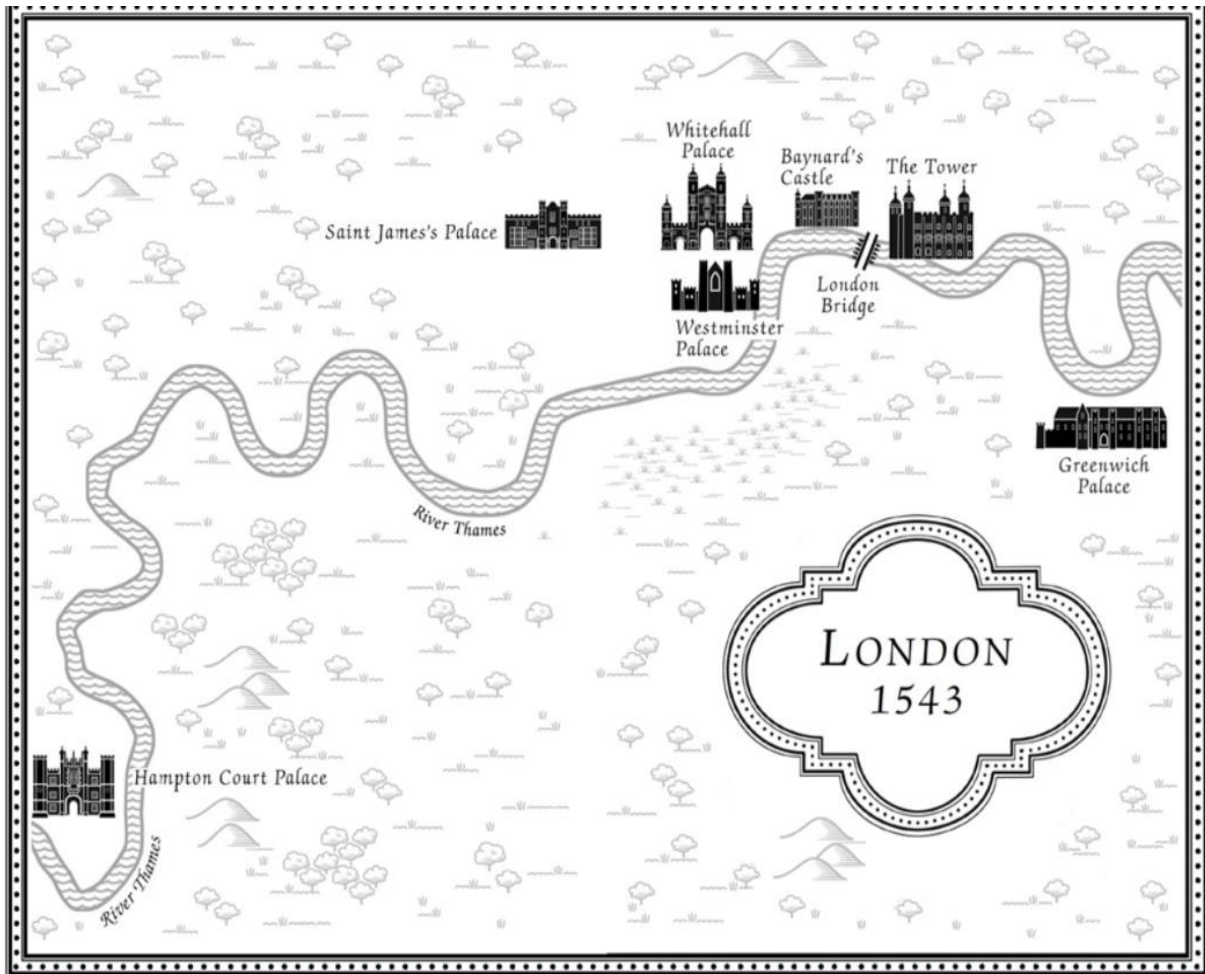 Whitehall
Palace
Baynard's
Castle
The Tower
Saint James's Palace
London
Bridge
Westminster
Palace
Greenwich
Palace
River Thames
LONDON
1543
Hampton Court Palace
River Thames